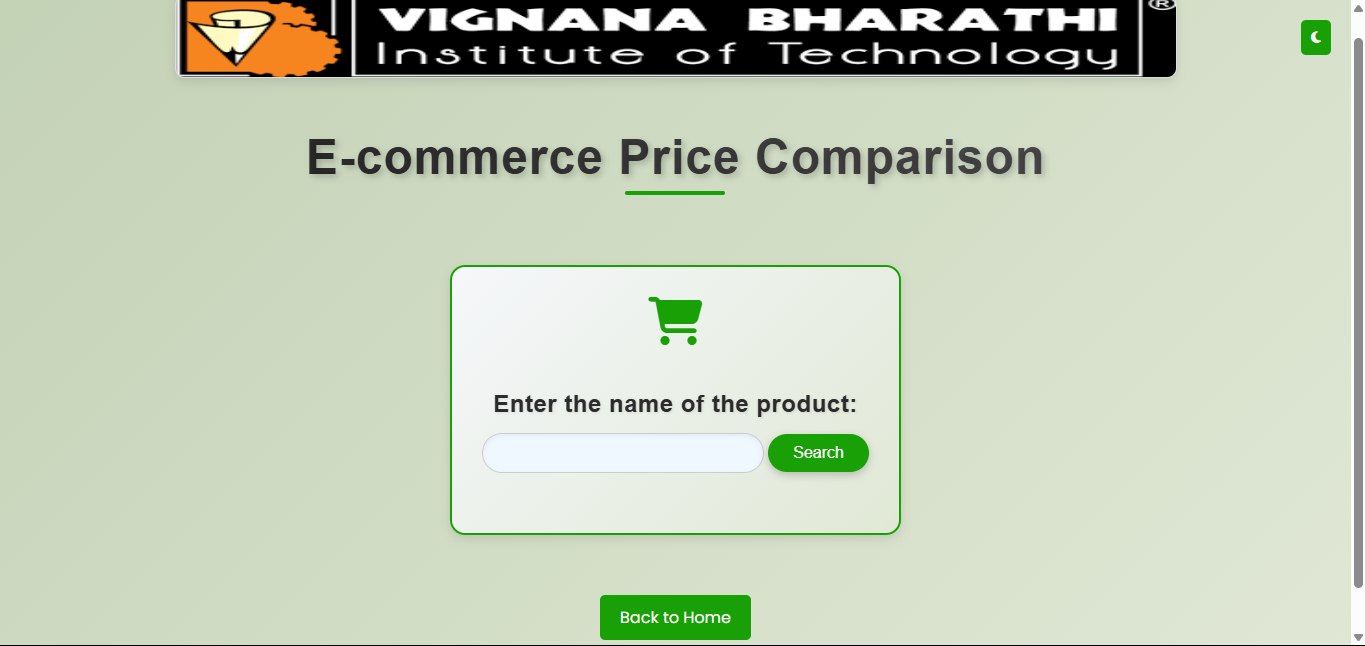 VIGNANA BHARATHI ®
Institute of Technology
E-commerce Price Comparison
Enter the name of the product:
Search
Back to Home